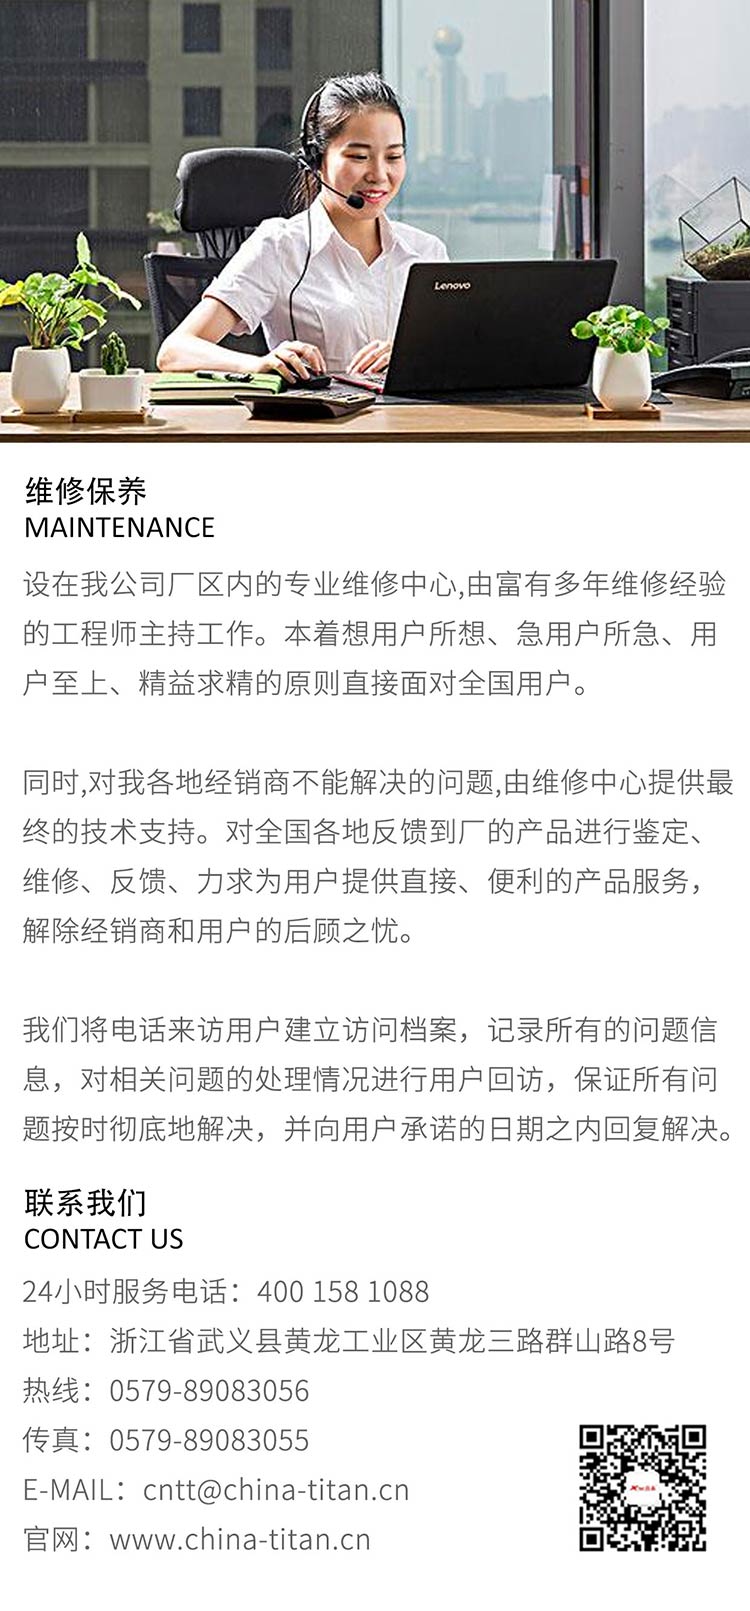 Lenovo
维修保养
MAINTENANCE
设在我公司厂区内的专业维修中心,由富有多年维修经验
的工程师主持工作。本着想用户所想、急用户所急、用
户至上、精益求精的原则直接面对全国用户。
同时,对我各地经销商不能解决的问题,由维修中心提供最
终的技术支持。对全国各地反馈到厂的产品进行鉴定、
维修、反馈、力求为用户提供直接、便利的产品服务，
解除经销商和用户的后顾之忧。
我们将电话来访用户建立访问档案，记录所有的问题信
息，对相关问题的处理情况进行用户回访，保证所有问
题按时彻底地解决，并向用户承诺的日期之内回复解决。
联系我们
CONTACT US
24小时服务电话：400 158 1088
地址：浙江省武义县黄龙工业区黄龙三路群山路8号
热线：0579-89083056
传真：0579-89083055
E-MAIL：cntt@china-titan.cn
官网：www.china-titan.cn